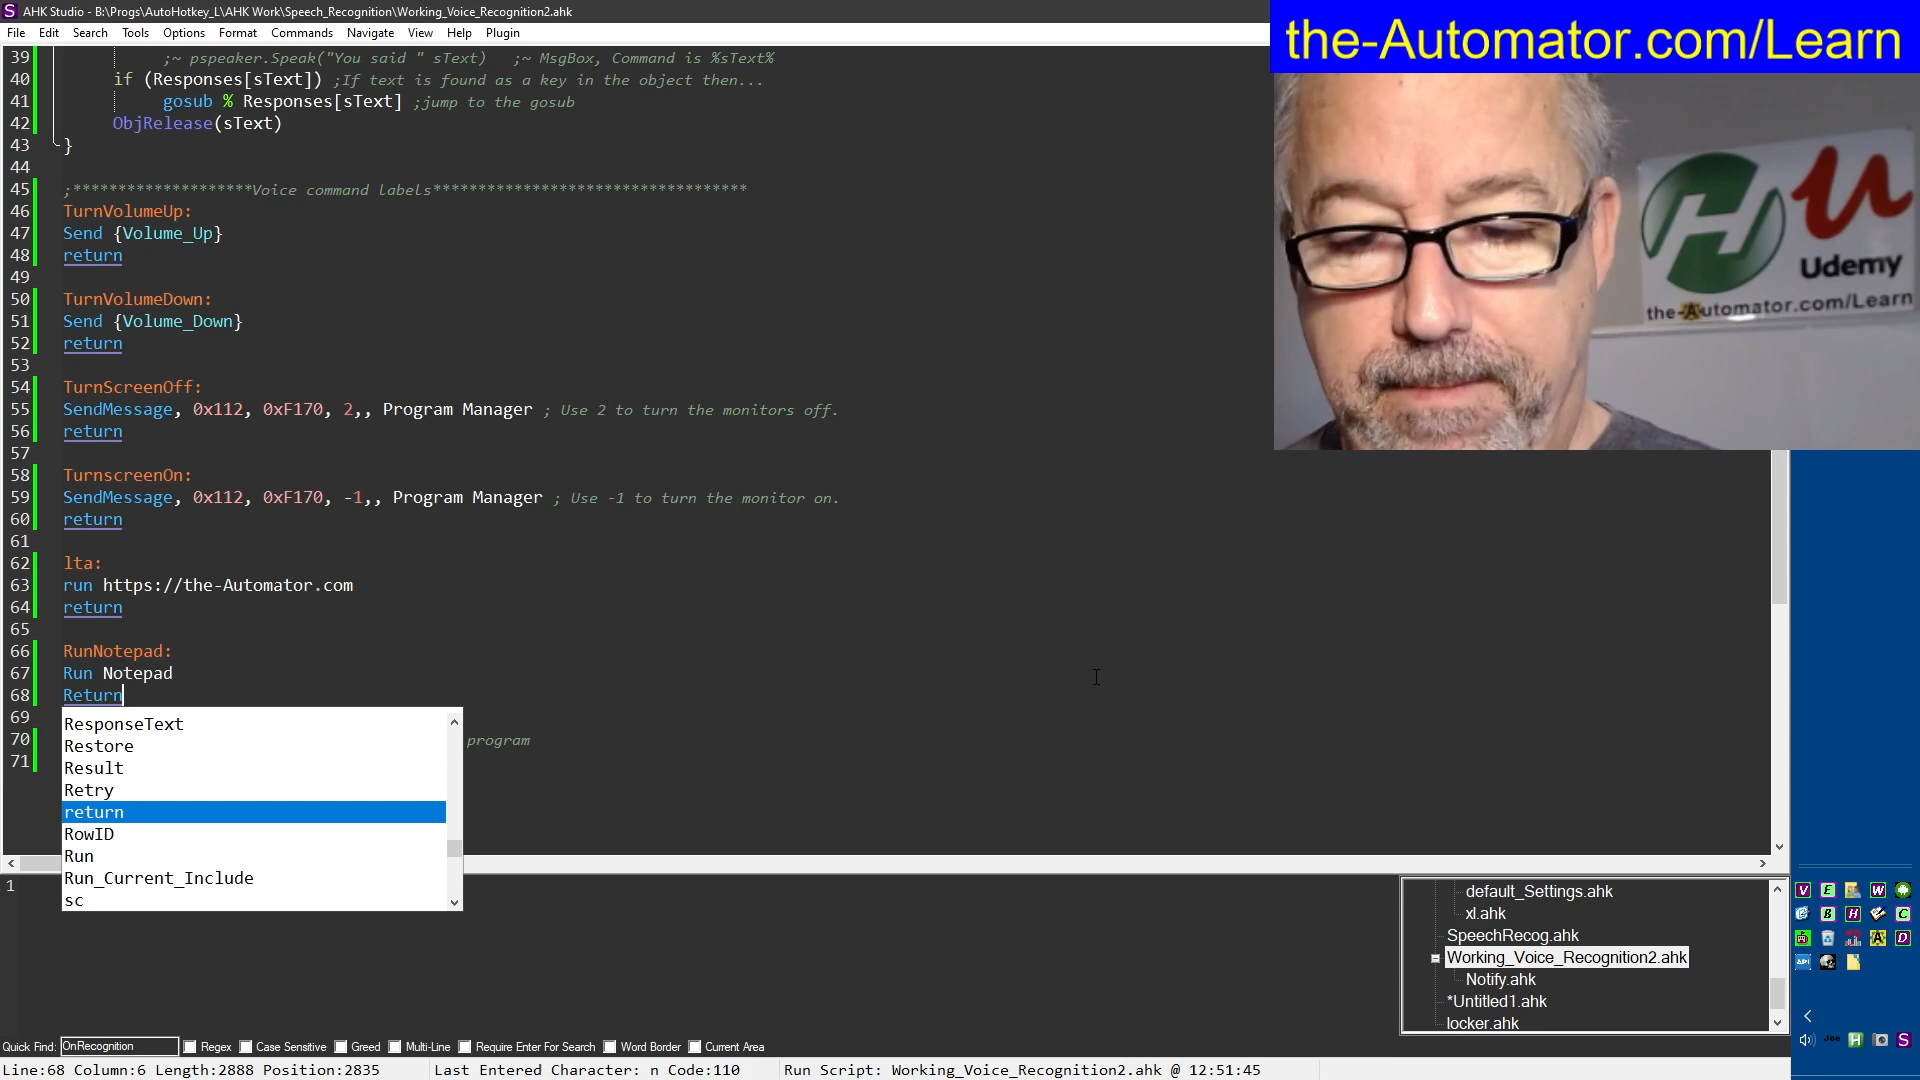 AHK Studio - B:\Progs\AutoHotkey_L\AHK Work\Speech_Recognition\Working_Voice_Recognition2.ahk
File Edit Search Tools Options Format Commands Navigate View Help Plugin
the-Automator.com/Learn
39 ;~ pspeaker.Speak("You said " sText) ;~ MsgBox, Command is %sText%
40 if (Responses[sText]) ;If text is found as a key in the object then...
41 gosub % Responses[sText] ;jump to the gosub
42 ObjRelease(sText)
43 }
44
45 ;********************Voice command labels***********************************
46 TurnVolumeUp:
47 Send {Volume_Up}
48 return
49
50 TurnVolumeDown:
51 Send {Volume_Down}
52 return
53
54 TurnScreenOff:
55 SendMessage, 0x112, 0xF170, 2,, Program Manager ; Use 2 to turn the monitors off.
56 return
57
58 TurnscreenOn:
59 SendMessage, 0x112, 0xF170, -1,, Program Manager ; Use -1 to turn the monitor on.
60 return
61
62 lta:
63 run https://the-Automator.com
64 return
65
66 RunNotepad:
67 Run Notepad
68 Return
69
70 program
71
ResponseText
Restore
Result
Retry
return
RowID
Run
Run_Current_Include
sc
1
Udemy
the-Automator.com/Learn
default_Settings.ahk
xl.ahk
SpeechRecog.ahk
Working_Voice_Recognition2.ahk
Notify.ahk
*Untitled1.ahk
locker.ahk
Quick Find: OnRecognition Regex Case Sensitive Greed Multi-Line Require Enter For Search Word Border Current Area
Line:68 Column:6 Length:2888 Position:2835 Last Entered Character: n Code:110 Run Script: Working_Voice_Recognition2.ahk @ 12:51:45